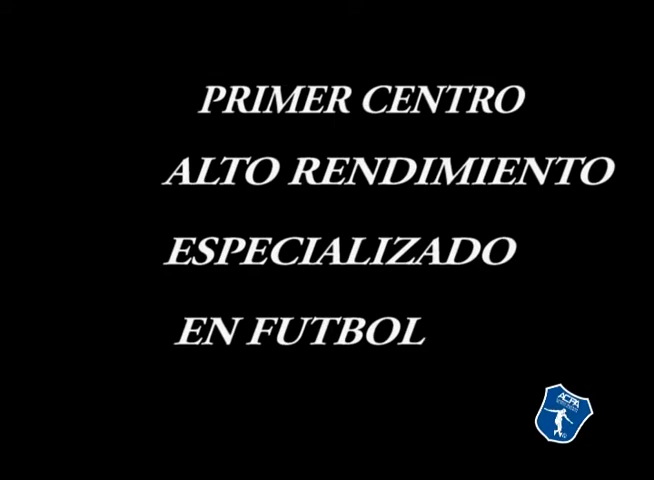 PRIMER CENTRO
ALTO RENDIMIENTO
ESPECIALIZADO
EN FUTBOL